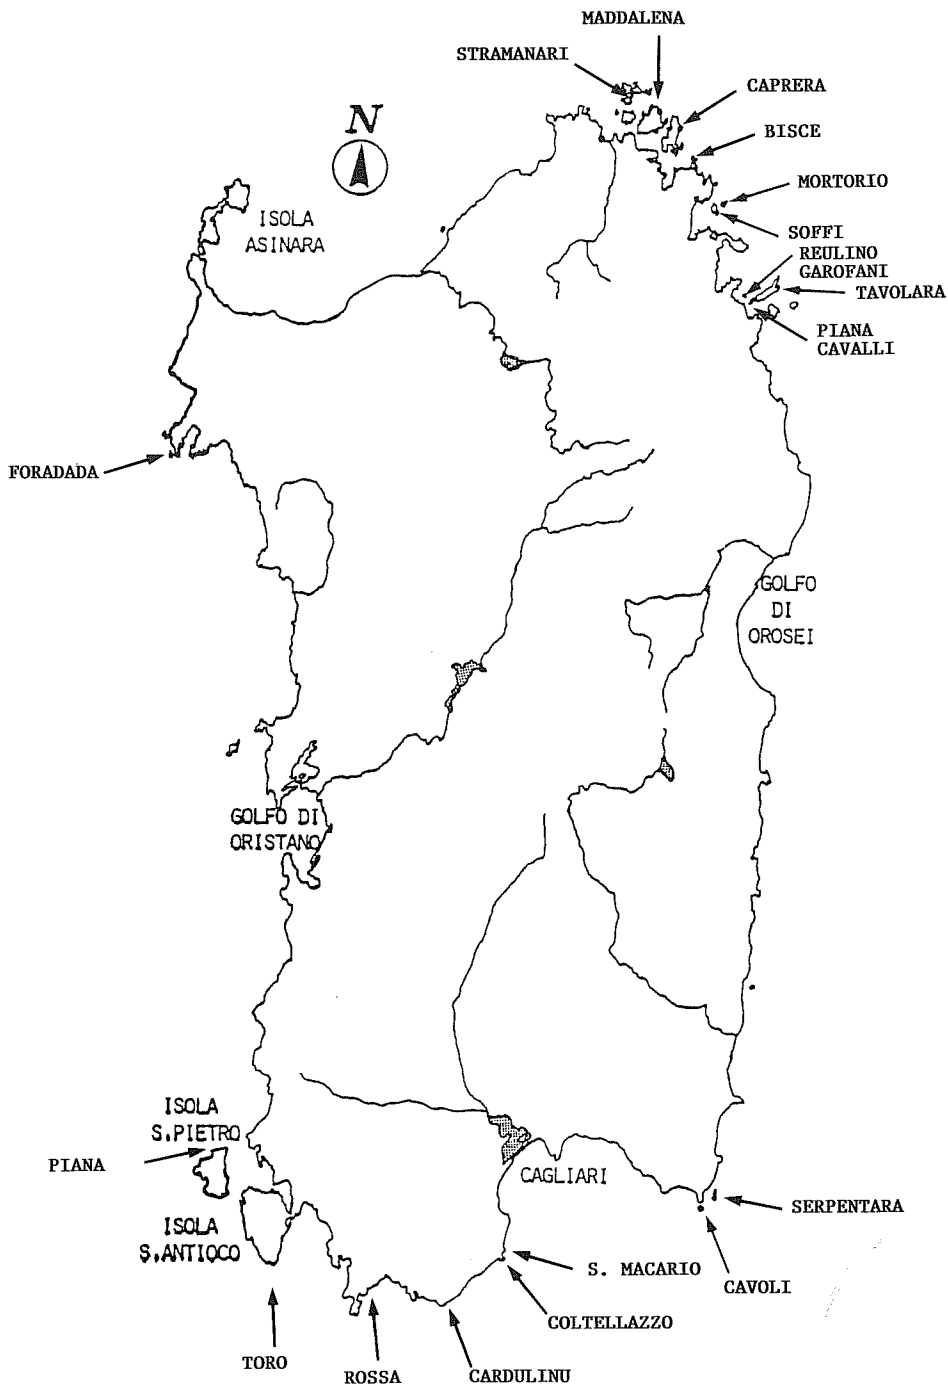 MADDALENA
STRAMANARI
CAPRERA
N
BISCE
MORTORIO
ISOLA
ASINARA
SOFFI
REULINO
GAROFANI
TAVOLARA
PIANA
CAVALLI
FORADADA
GOLFO
DI
OROSEI
GOLFO DI
ORISTANO
ISOLA
S.PIETRO
PIANA
CAGLIARI
SERPENTARA
ISOLA
S.ANTIOCO
S. MACARIO
CAVOLI
COLTELLAZZO
TORO
ROSSA
CARDULINU